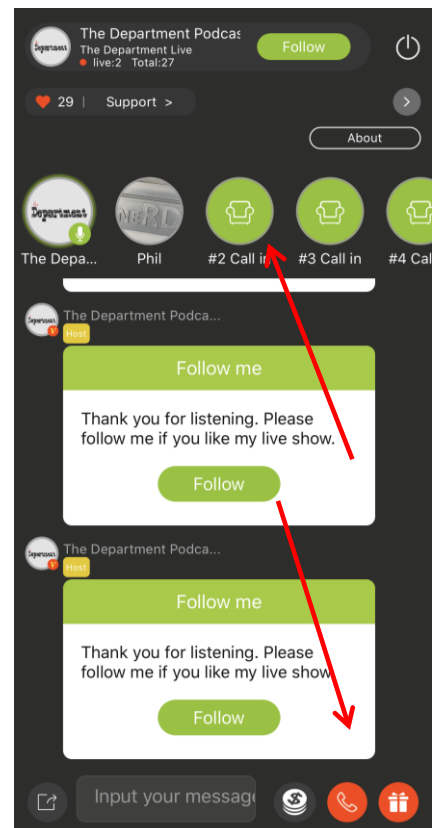 The Department Podcas
The Department Live
live:2 Total:27
Follow
29 | Support >
About
Department
NERD
The Depa...
Phil
#2 Call in
#3 Call in
#4 Cal
The Department Podca...
Host
Follow me
Thank you for listening. Please
follow me if you like my live show.
Follow
The Department Podca...
Host
Follow me
Thank you for listening. Please
follow me if you like my live show.
Follow
Input your message